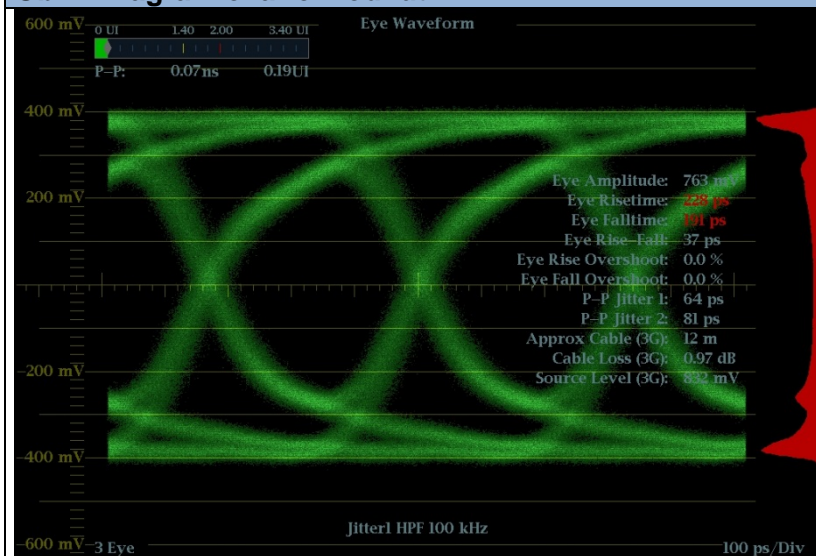 600 mV
Eye Waveform
0 UI 1.40 2.00 3.40 UI
P-P: 0.07ns 0.19UI
400 mV
200 mV
Eye Amplitude: 763 mV
Eye Risetime: 228 ps
Eye Falltime: 191 ps
Eye Rise-Fall: 37 ps
Eye Rise Overshoot: 0.0 %
Eye Fall Overshoot: 0.0 %
P-P Jitter 1: 64 ps
P-P Jitter 2: 81 ps
Approx Cable (3G): 12 m
Cable Loss (3G): 0.97 dB
Source Level (3G): 832 mV
-200 mV
-400 mV
Jitter1 HPF 100 kHz
-600 mV
3 Eye
100 ps/Div